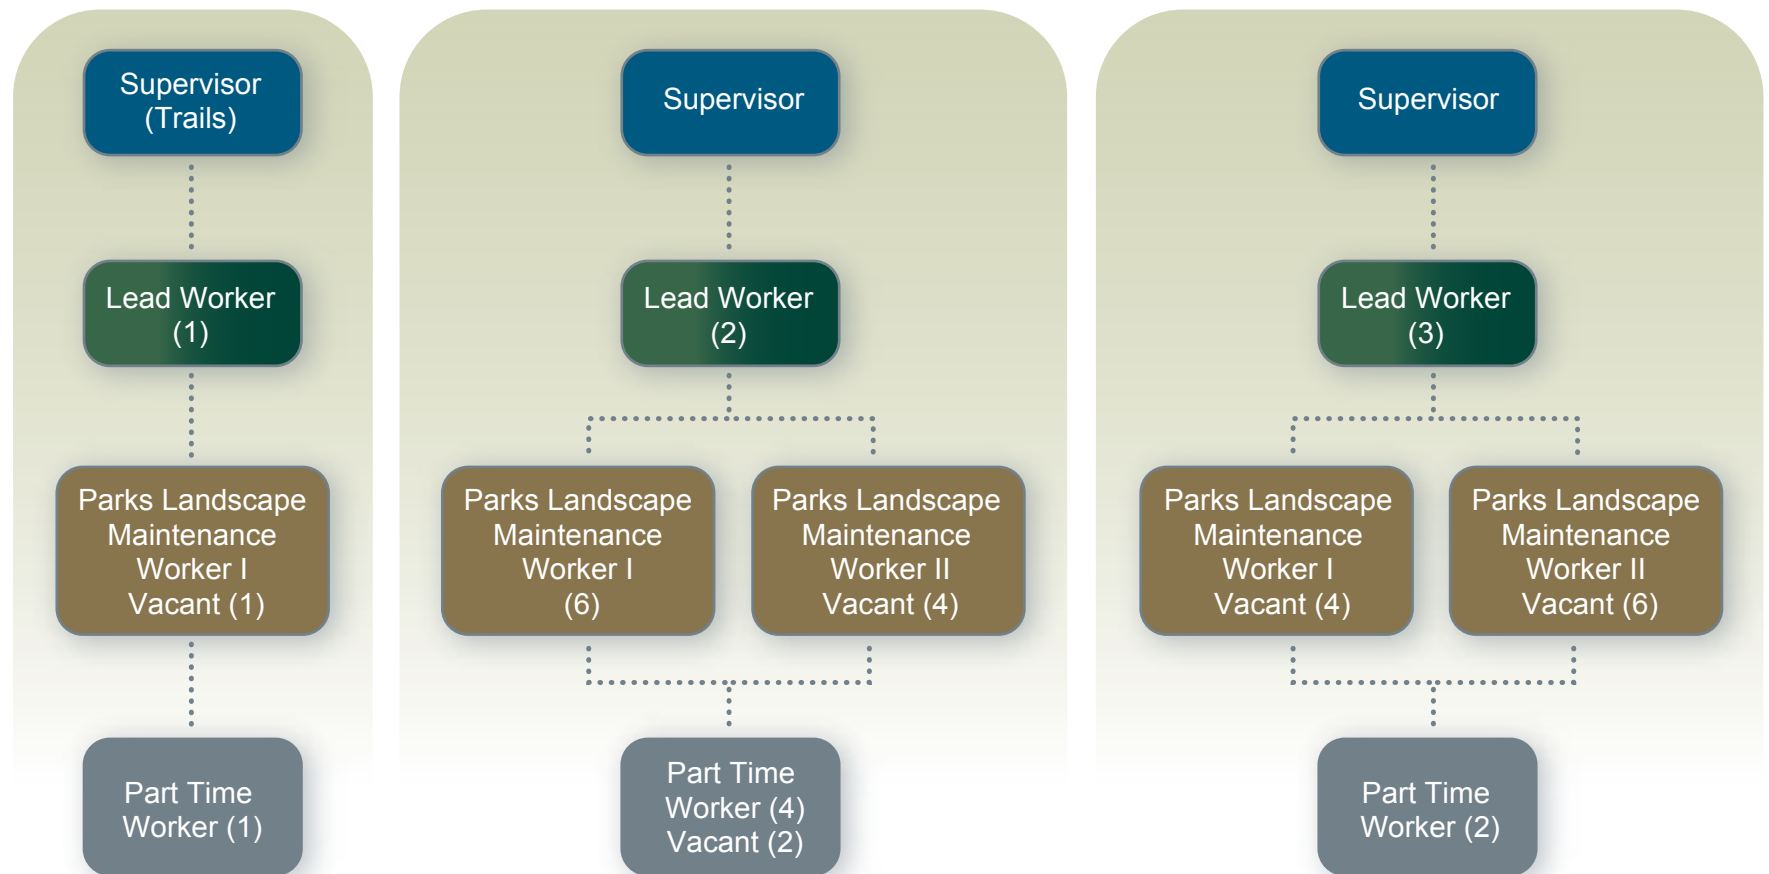 Supervisor
(Trails)
Lead Worker
(1)
Parks Landscape
Maintenance
Worker I
Vacant (1)
Part Time
Worker (1)
Supervisor
Lead Worker
(2)
Parks Landscape
Maintenance
Worker I
(6)
Parks Landscape
Maintenance
Worker II
Vacant (4)
Part Time
Worker (4)
Vacant (2)
Supervisor
Lead Worker
(3)
Parks Landscape
Maintenance
Worker I
Vacant (4)
Parks Landscape
Maintenance
Worker II
Vacant (6)
Part Time
Worker (2)